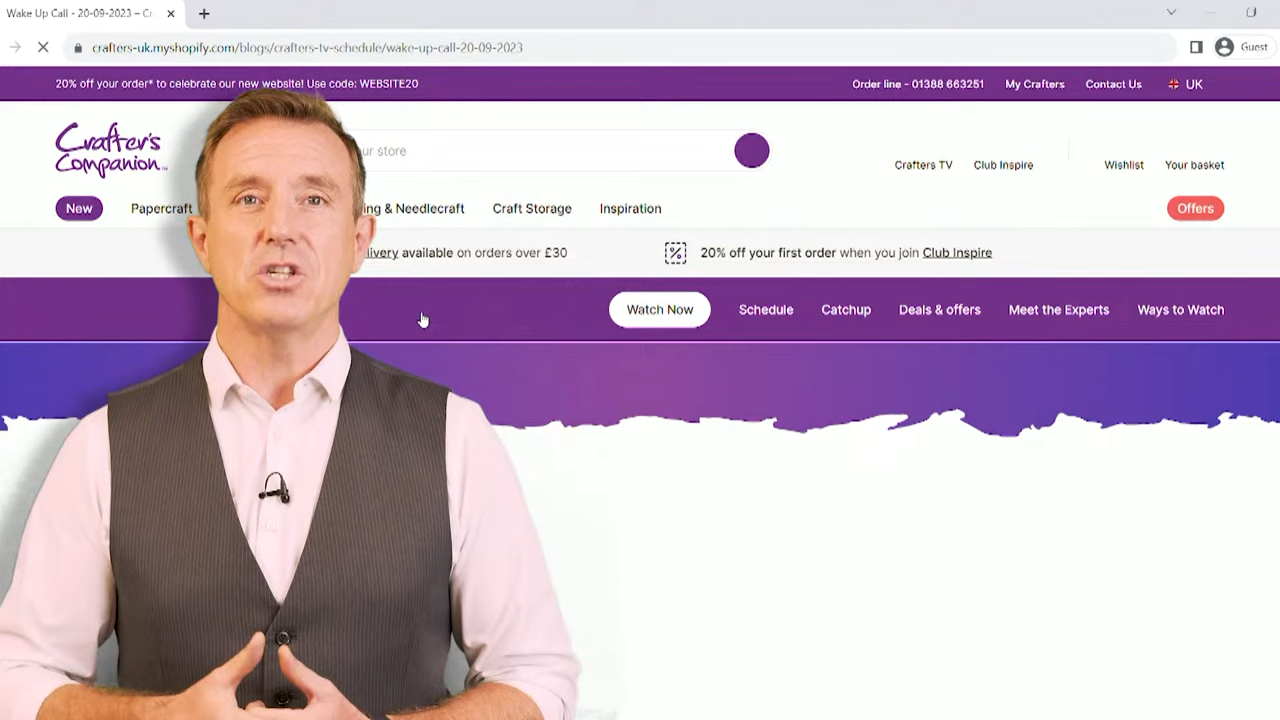 Wake Up Call - 20-09-2023 – Cr
crafters-uk.myshopify.com/blogs/crafters-tv-schedule/wake-up-call-20-09-2023
Guest
20% off your order* to celebrate our new website! Use code: WEBSITE20
Order line - 01388 663251 My Crafters Contact Us UK
Crafter's
Companion
our store
Crafters TV Club Inspire Wishlist Your basket
New Papercraft & Needlecraft Craft Storage Inspiration Offers
available on orders over £30
20% off your first order when you join Club Inspire
Watch Now Schedule Catchup Deals & offers Meet the Experts Ways to Watch